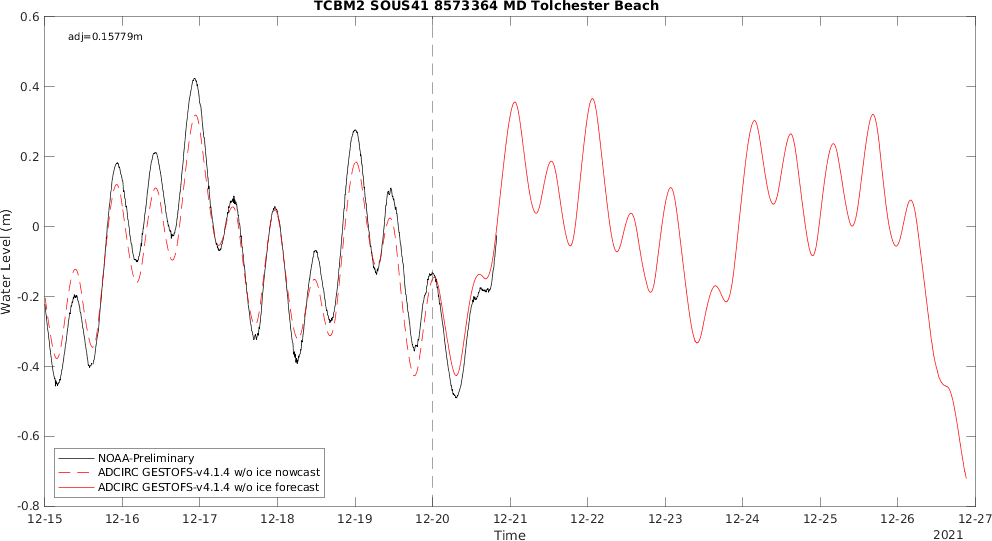 TCBM2 SOUS41 8573364 MD Tolchester Beach
adj=0.15779m
0.6
0.4
0.2
0
-0.2
-0.4
-0.6
-0.8
Water Level (m)
NOAA-Preliminary
ADCIRC GESTOFS-v4.1.4 w/o ice nowcast
ADCIRC GESTOFS-v4.1.4 w/o ice forecast
12-15 12-16 12-17 12-18 12-19 12-20 12-21 12-22 12-23 12-24 12-25 12-26 12-27
Time
2021